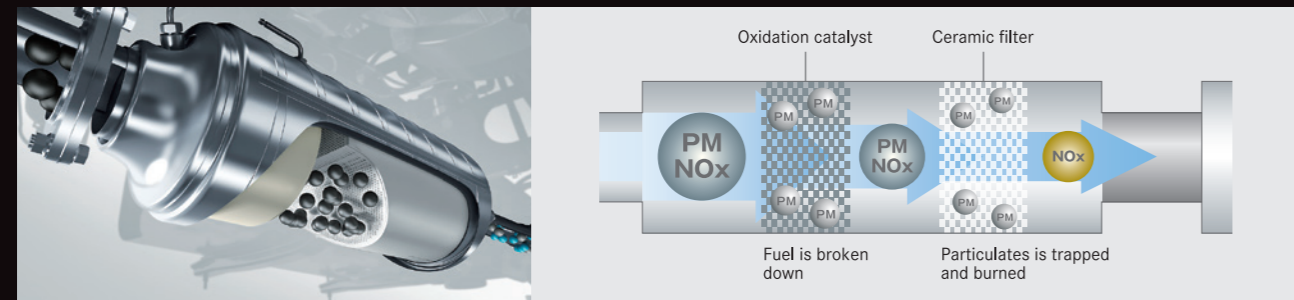 Oxidation catalyst
Ceramic filter
PM
PM
PM
PM
PM
NOx
PM
NOx
PM
PM
NOx
PM
PM
Fuel is broken
down
Particulates is trapped
and burned